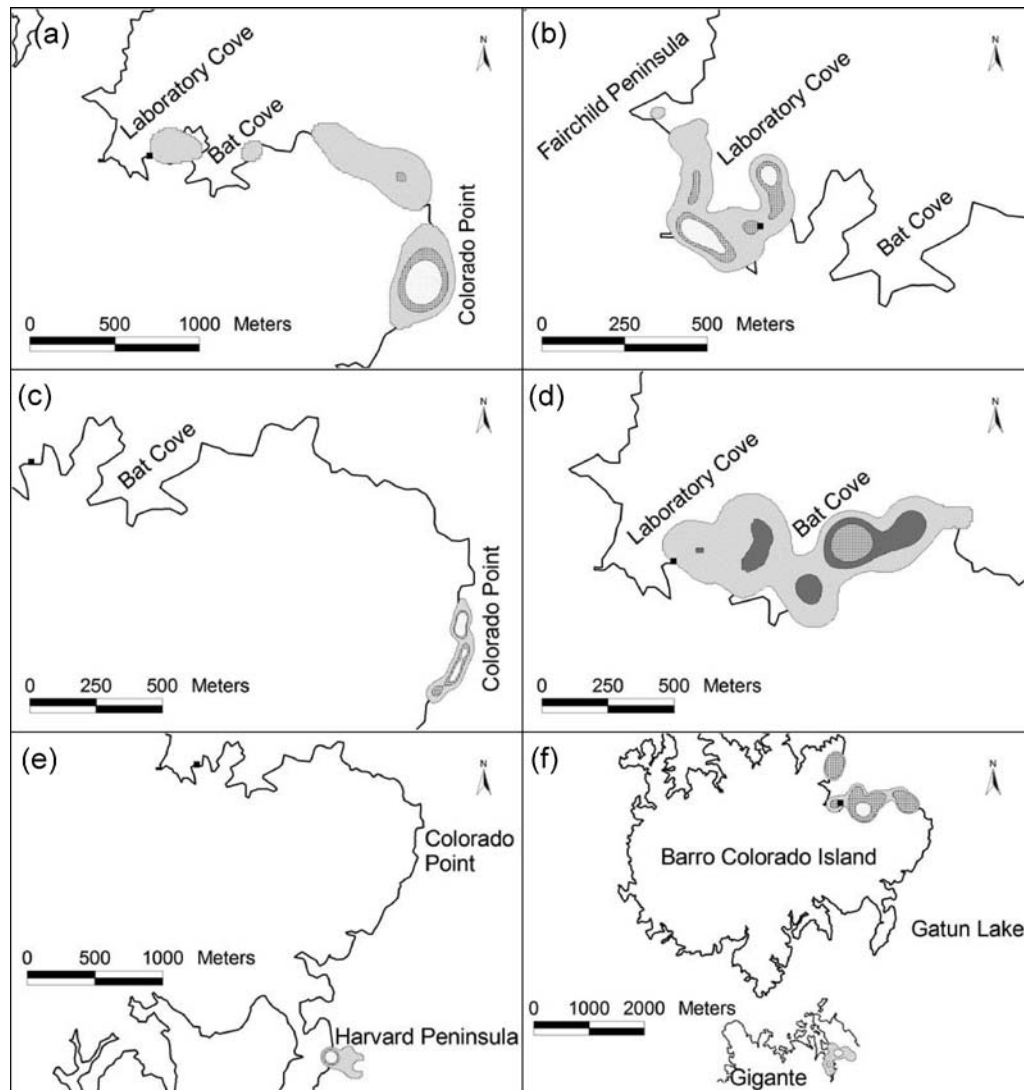 (a)
Laboratory Cove
Bat Cove
Colorado Point
N
0 500 1000 Meters
(b)
Fairchild Peninsula
Laboratory Cove
Bat Cove
N
0 250 500 Meters
(c)
Bat Cove
Colorado Point
N
0 250 500 Meters
(d)
Laboratory Cove
Bat Cove
N
0 250 500 Meters
(e)
N
Colorado
Point
0 500 1000 Meters
Harvard Peninsula
(f)
N
Barro Colorado Island
Gatun Lake
0 1000 2000 Meters
Gigante